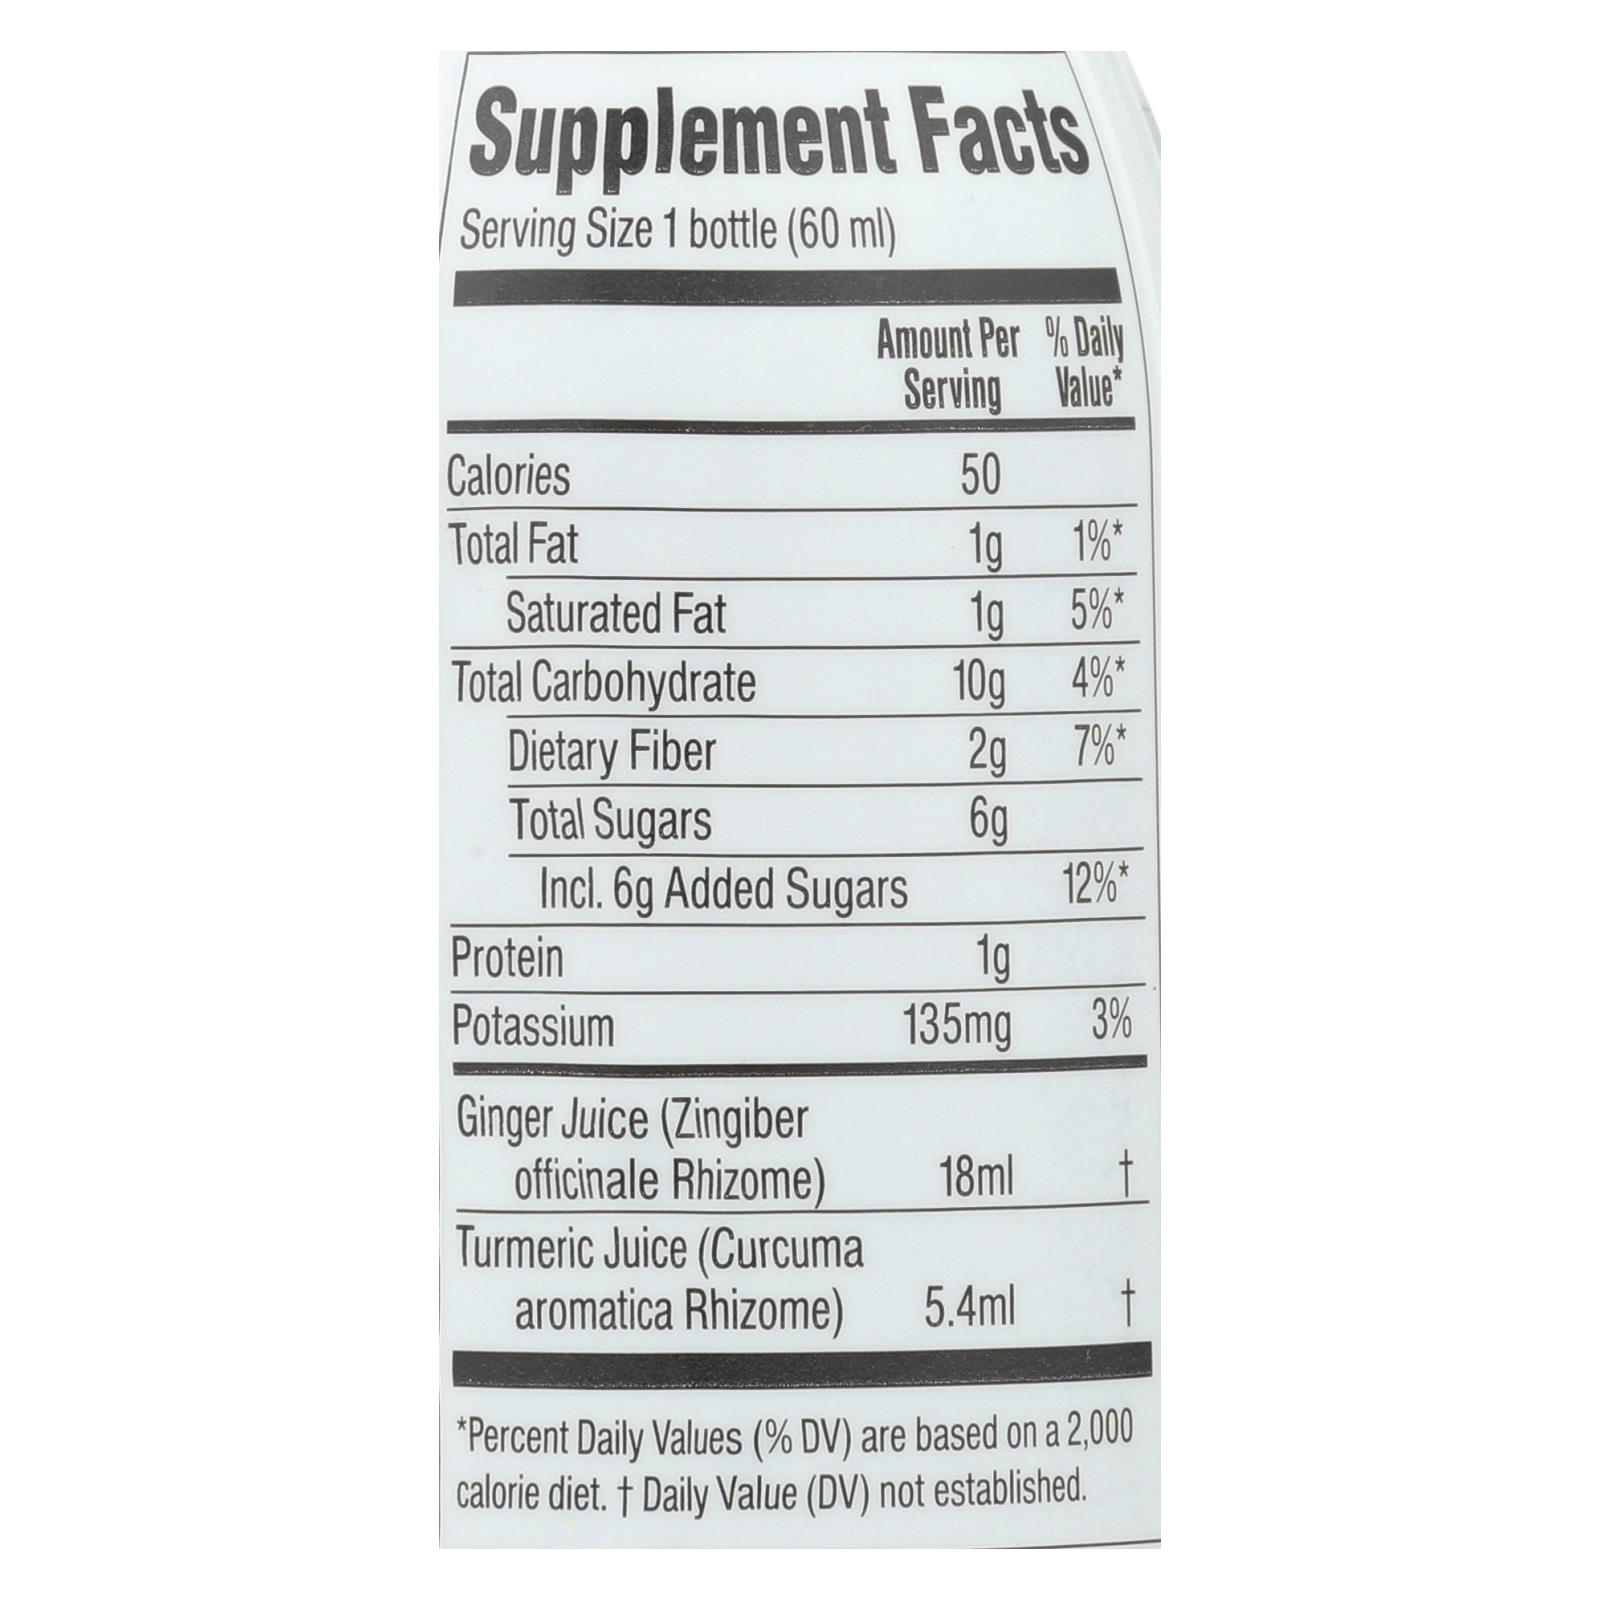 Supplement Facts
Serving Size 1 bottle (60 ml)
Amount Per % Daily
Serving Value*
Calories 50
Total Fat 1g 1%*
Saturated Fat 1g 5%*
Total Carbohydrate 10g 4%*
Dietary Fiber 2g 7%*
Total Sugars 6g
Incl. 6g Added Sugars 12%*
Protein 1g
Potassium 135mg 3%
Ginger Juice (Zingiber
officinale Rhizome) 18ml †
Turmeric Juice (Curcuma
aromatica Rhizome) 5.4ml †
*Percent Daily Values (% DV) are based on a 2,000
calorie diet. † Daily Value (DV) not established.